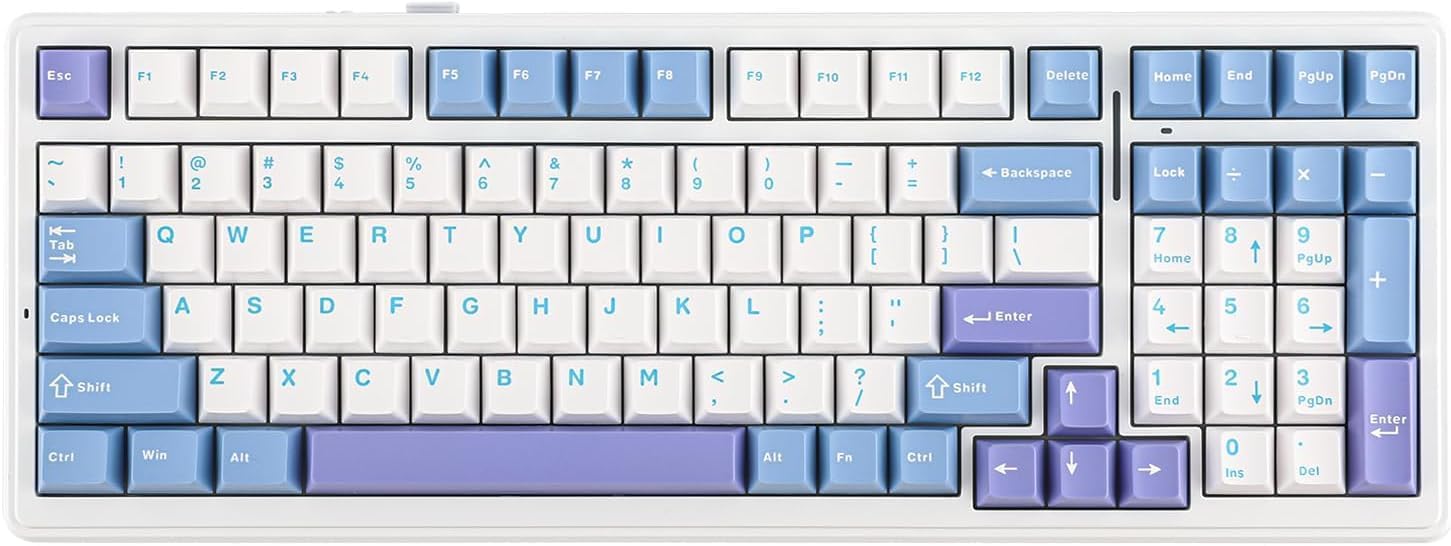 Esc F1 F2 F3 F4 F5 F6 F7 F8 F9 F10 F11 F12 Delete Home End PgUp PgDn
~ ! @ # $ % ^ & * ( ) — +
` 1 2 3 4 5 6 7 8 9 0 - = ←Backspace Lock ÷ × −
Tab Q W E R T Y U I O P { } |
[ ] \
7 8 ↑ 9
Home PgUp
+
Caps Lock A S D F G H J K L : "
; '
Enter
4 ← 5 6 →
Shift Z X C V B N M < > ?
, . /
Shift ↑
1 2 ↓ 3
End PgDn
Enter
Ctrl Win Alt Alt Fn Ctrl ← ↓ →
0 .
Ins Del